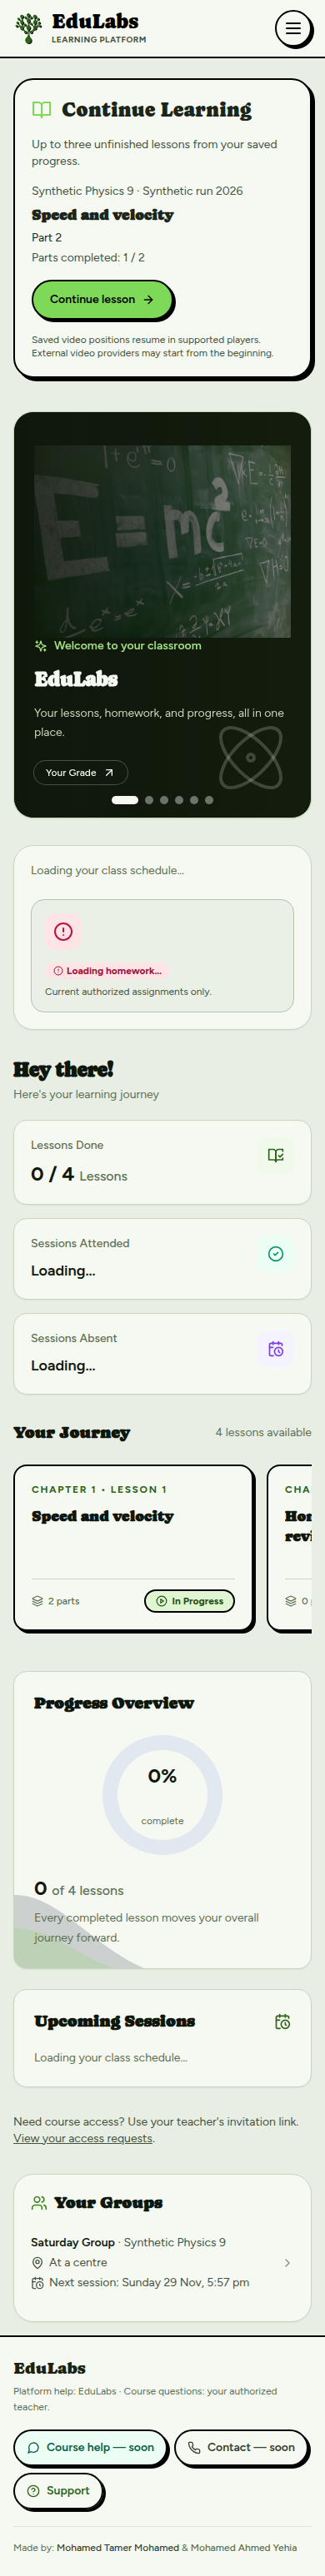 EduLabs
LEARNING PLATFORM
Continue Learning
Up to three unfinished lessons from your saved
progress.
Synthetic Physics 9 · Synthetic run 2026
Speed and velocity
Part 2
Parts completed: 1 / 2
Continue lesson
Saved video positions resume in supported players.
External video providers may start from the beginning.
E=mc²
Welcome to your classroom
EduLabs
Your lessons, homework, and progress, all in one
place.
Your Grade
Loading your class schedule...
Loading homework...
Current authorized assignments only.
Hey there!
Here's your learning journey
Lessons Done
0 / 4 Lessons
Sessions Attended
Loading...
Sessions Absent
Loading...
Your Journey
4 lessons available
CHAPTER 1 • LESSON 1
Speed and velocity
2 parts
In Progress
CHA
0
Progress Overview
0%
complete
0 of 4 lessons
Every completed lesson moves your overall
journey forward.
Upcoming Sessions
Loading your class schedule...
Need course access? Use your teacher's invitation link.
View your access requests.
Your Groups
Saturday Group · Synthetic Physics 9
At a centre
Next session: Sunday 29 Nov, 5:57 pm
EduLabs
Platform help: EduLabs · Course questions: your authorized
teacher.
Course help — soon
Contact — soon
Support
Made by: Mohamed Tamer Mohamed & Mohamed Ahmed Yehia